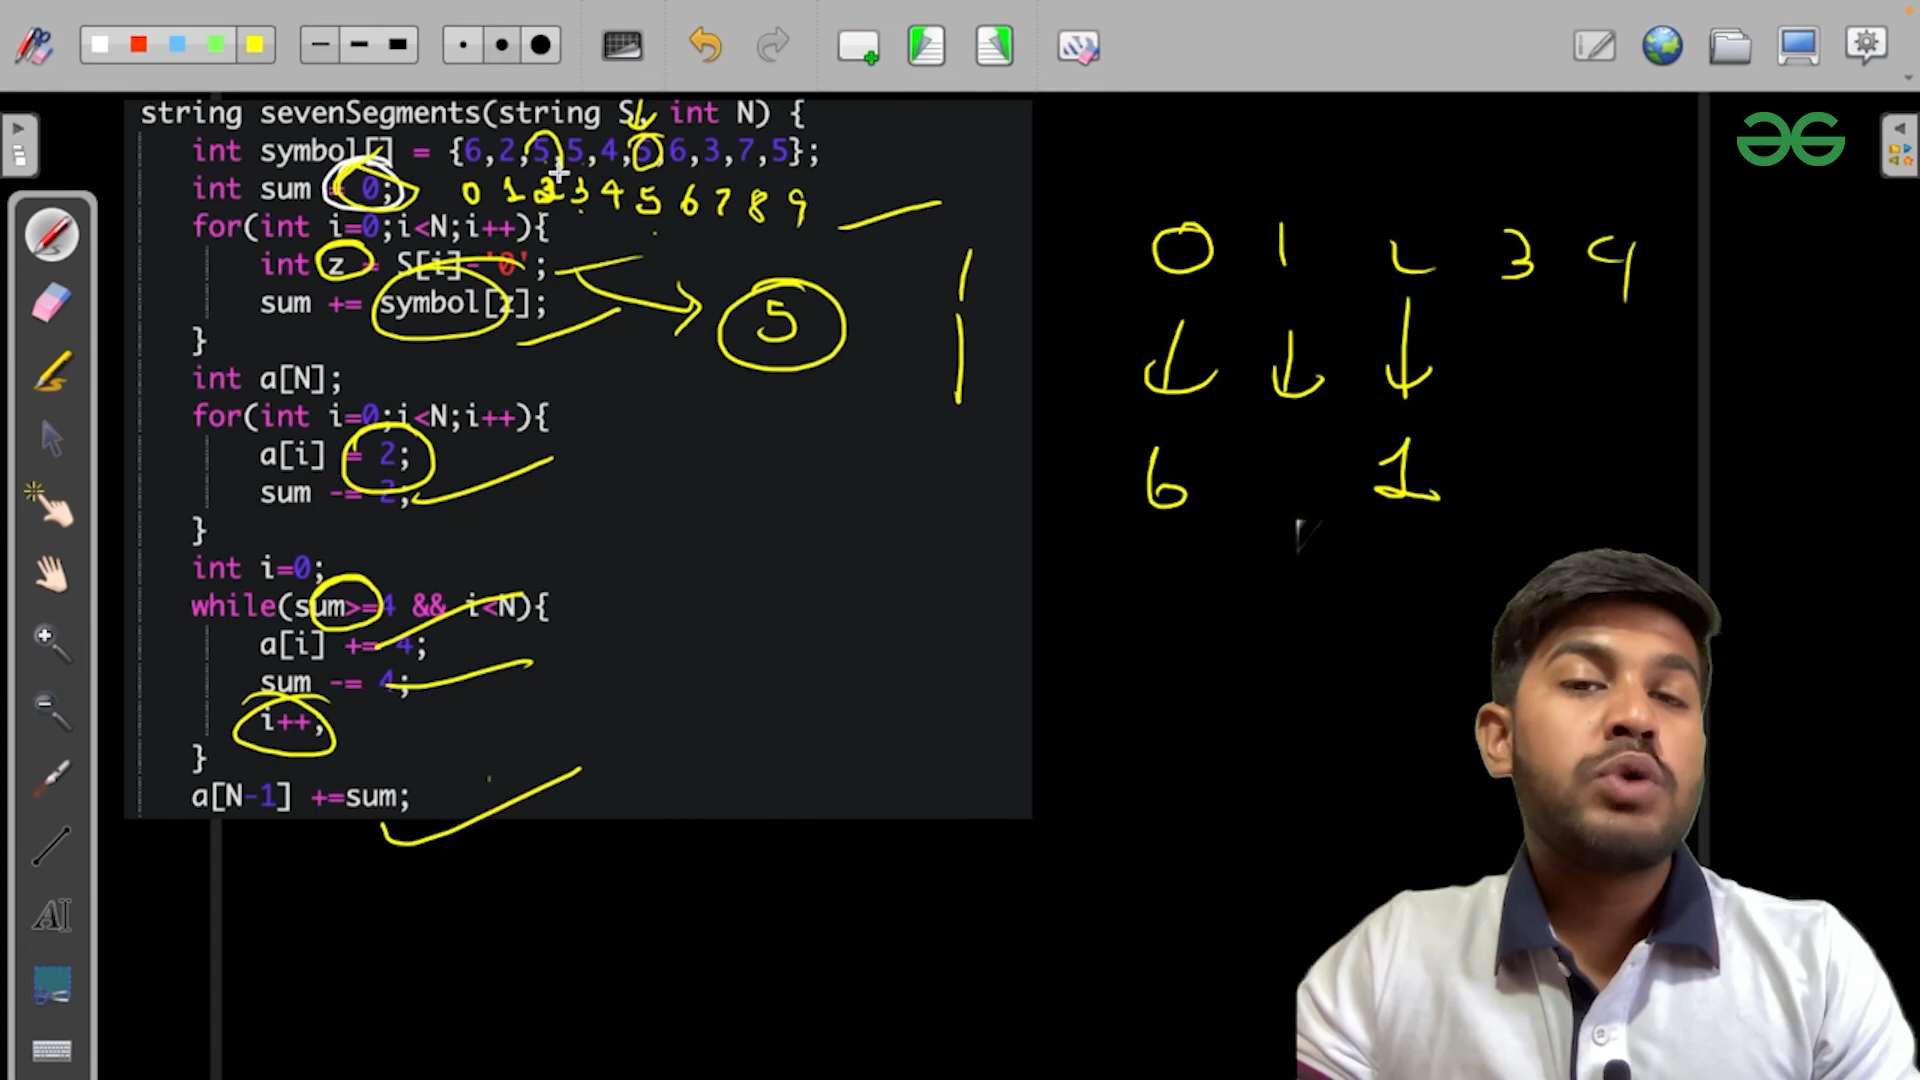 string sevenSegments(string S, int N) {
int symbol[] = {6,2,5,5,4,5,6,3,7,5};
int sum = 0;
0 1 2 3 4 5 6 7 8 9
for(int i=0;i<N;i++){
int z = S[i]-'0';
sum += symbol[z];
}
int a[N];
for(int i=0;i<N;i++){
a[i] = 2;
sum -= 2;
}
int i=0;
while(sum>=4 && i<N){
a[i] += 4;
sum -= 4;
i++;
}
a[N-1] +=sum;
5
0 1 2 3 4
6 1